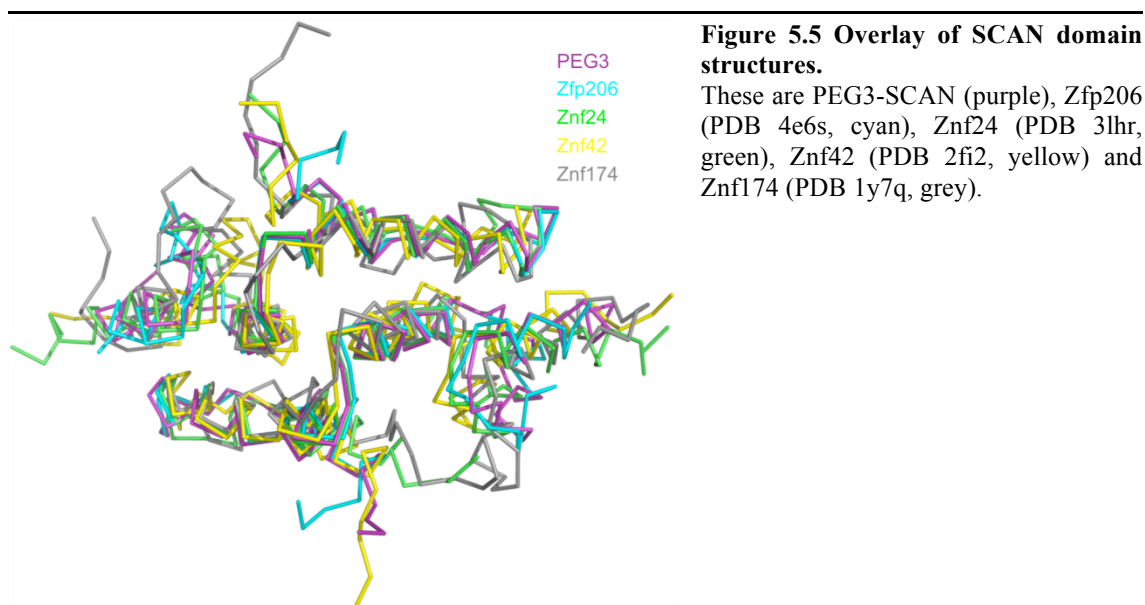 PEG3
Zfp206
Znf24
Znf42
Znf174
Figure 5.5 Overlay of SCAN domain
structures.
These are PEG3-SCAN (purple), Zfp206
(PDB 4e6s, cyan), Znf24 (PDB 3lhr,
green), Znf42 (PDB 2fi2, yellow) and
Znf174 (PDB 1y7q, grey).